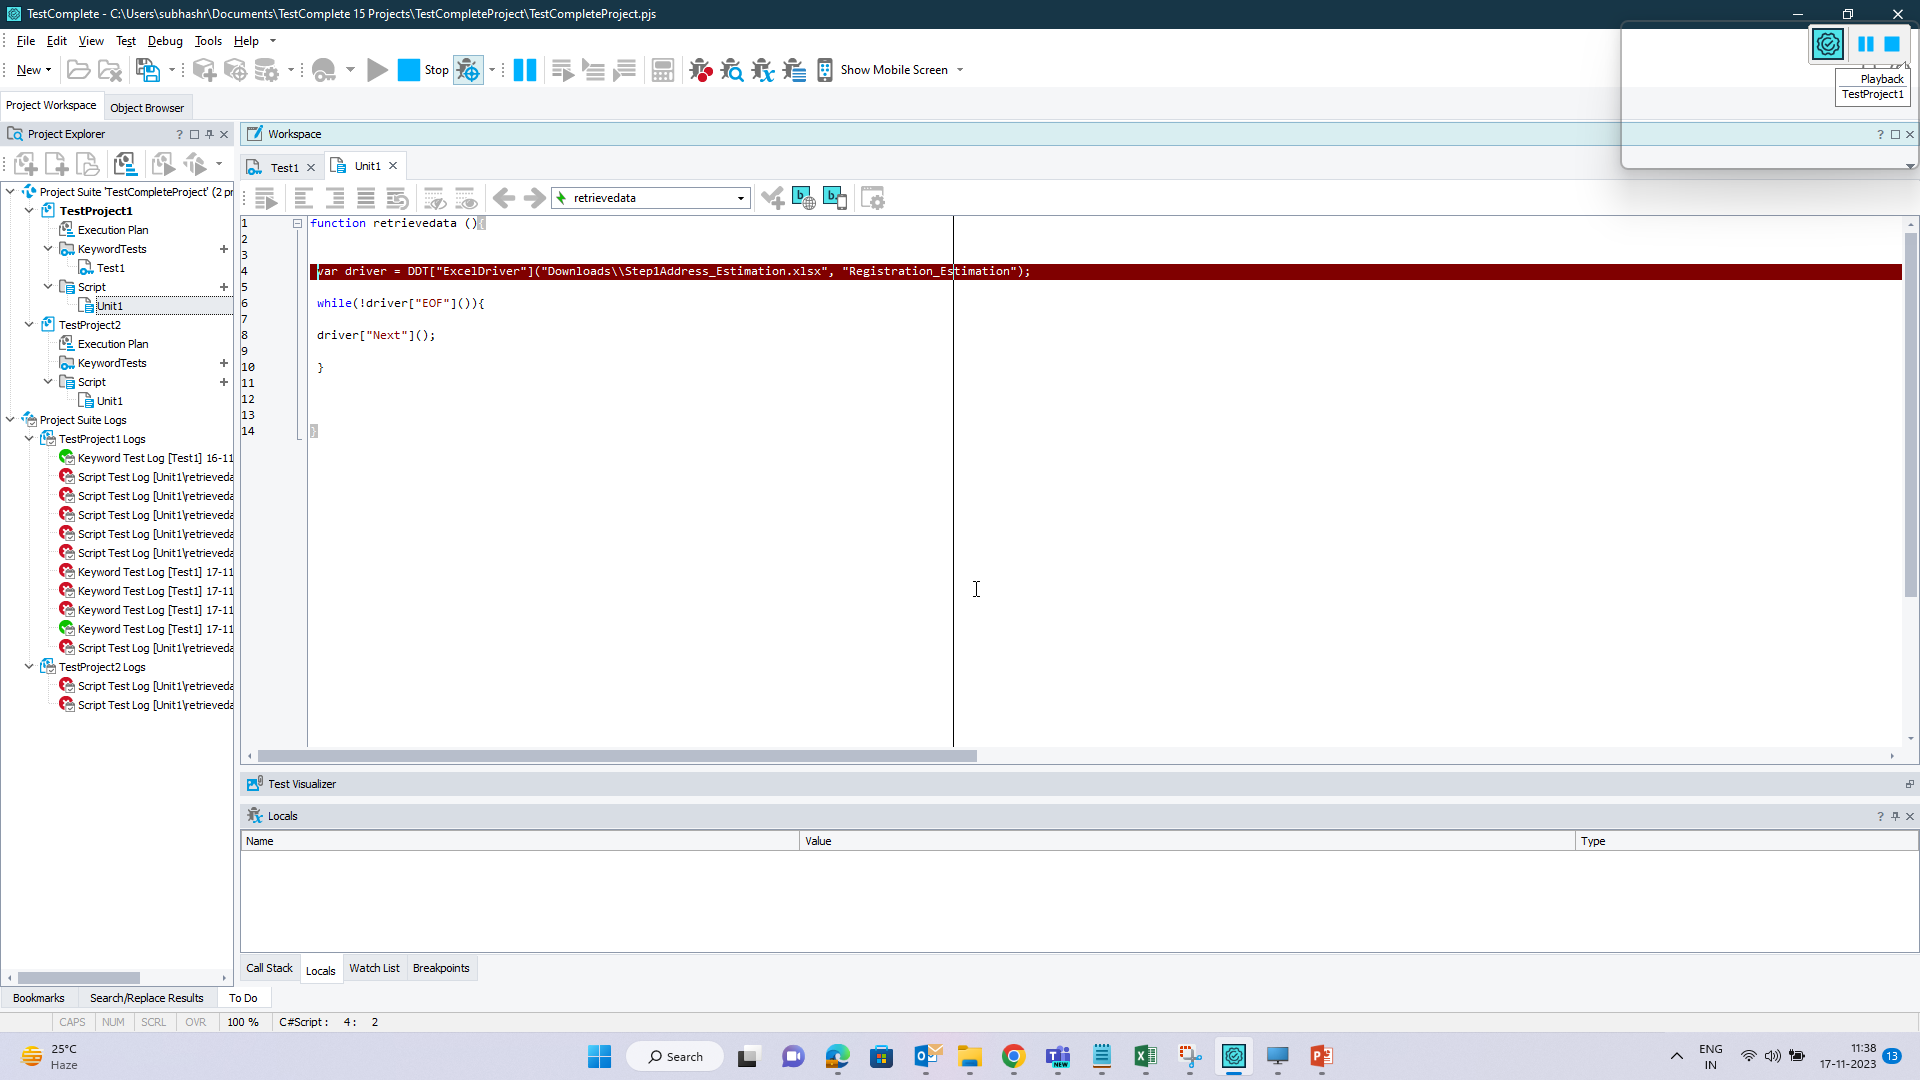 TestComplete - C:\Users\subhashr\Documents\TestComplete 15 Projects\TestCompleteProject\TestCompleteProject.pjs
File Edit View Test Debug Tools Help
New Stop Show Mobile Screen
Playback
TestProject1
Project Workspace Object Browser
Project Explorer
Workspace
Test1 Unit1
retrievedata
Project Suite 'TestCompleteProject' (2 pr
TestProject1
Execution Plan
KeywordTests
Test1
Script
Unit1
TestProject2
Execution Plan
KeywordTests
Script
Unit1
Project Suite Logs
TestProject1 Logs
Keyword Test Log [Test1] 16-11
Script Test Log [Unit1\retrieveda
Script Test Log [Unit1\retrieveda
Script Test Log [Unit1\retrieveda
Script Test Log [Unit1\retrieveda
Script Test Log [Unit1\retrieveda
Keyword Test Log [Test1] 17-11
Keyword Test Log [Test1] 17-11
Keyword Test Log [Test1] 17-11
Keyword Test Log [Test1] 17-11
Script Test Log [Unit1\retrieveda
TestProject2 Logs
Script Test Log [Unit1\retrieveda
Script Test Log [Unit1\retrieveda
1 function retrievedata (){
2
3
4 var driver = DDT["ExcelDriver"]("Downloads\\Step1Address_Estimation.xlsx", "Registration_Estimation");
5
6 while(!driver["EOF"]()){
7
8 driver["Next"]();
9
10 }
11
12
13
14 }
Test Visualizer
Locals
Name Value Type
Call Stack Locals Watch List Breakpoints
Bookmarks Search/Replace Results To Do
CAPS NUM SCRL OVR 100 % C#Script : 4 : 2
25°C
Haze
Search
NEW
ENG
IN
11:38
17-11-2023
13